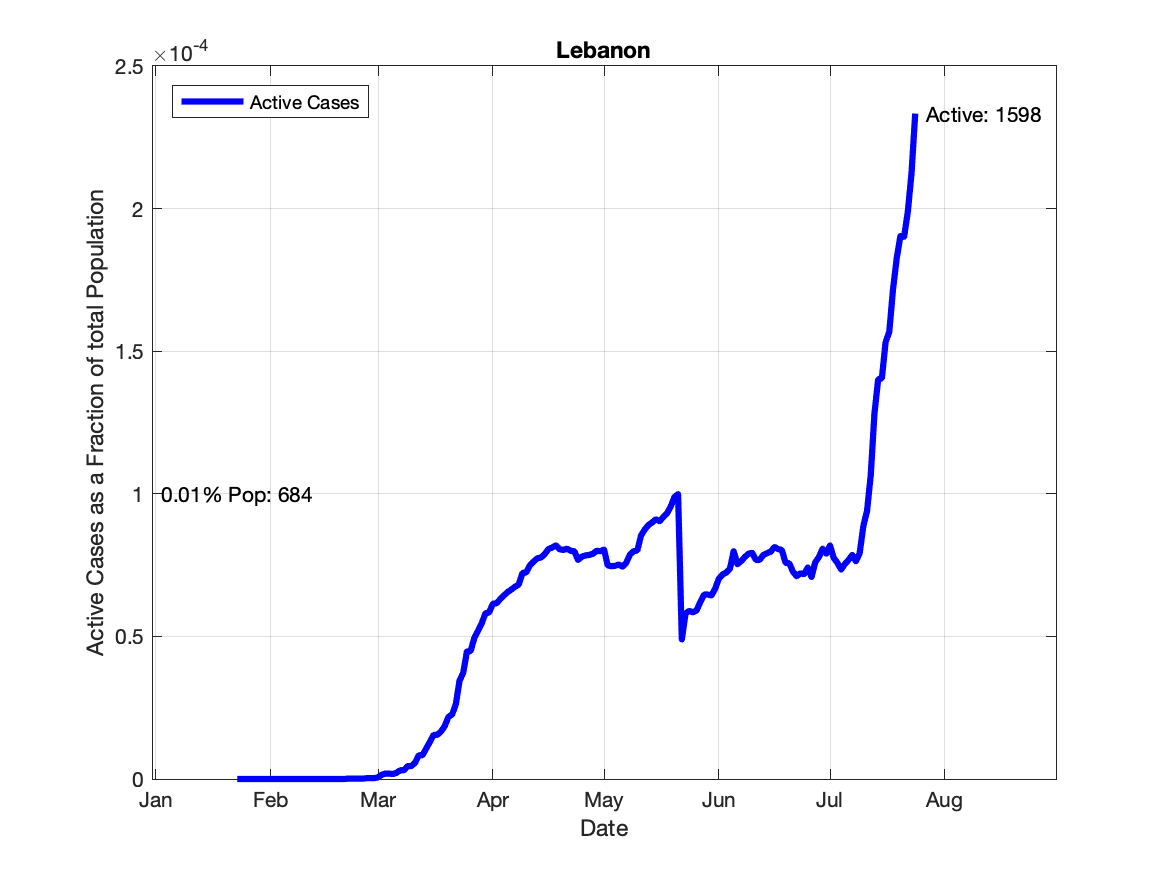 Lebanon
×10-4
2.5
2
1.5
1
0.5
0
Active Cases
Active: 1598
0.01% Pop: 684
Active Cases as a Fraction of total Population
Jan Feb Mar Apr May Jun Jul Aug
Date